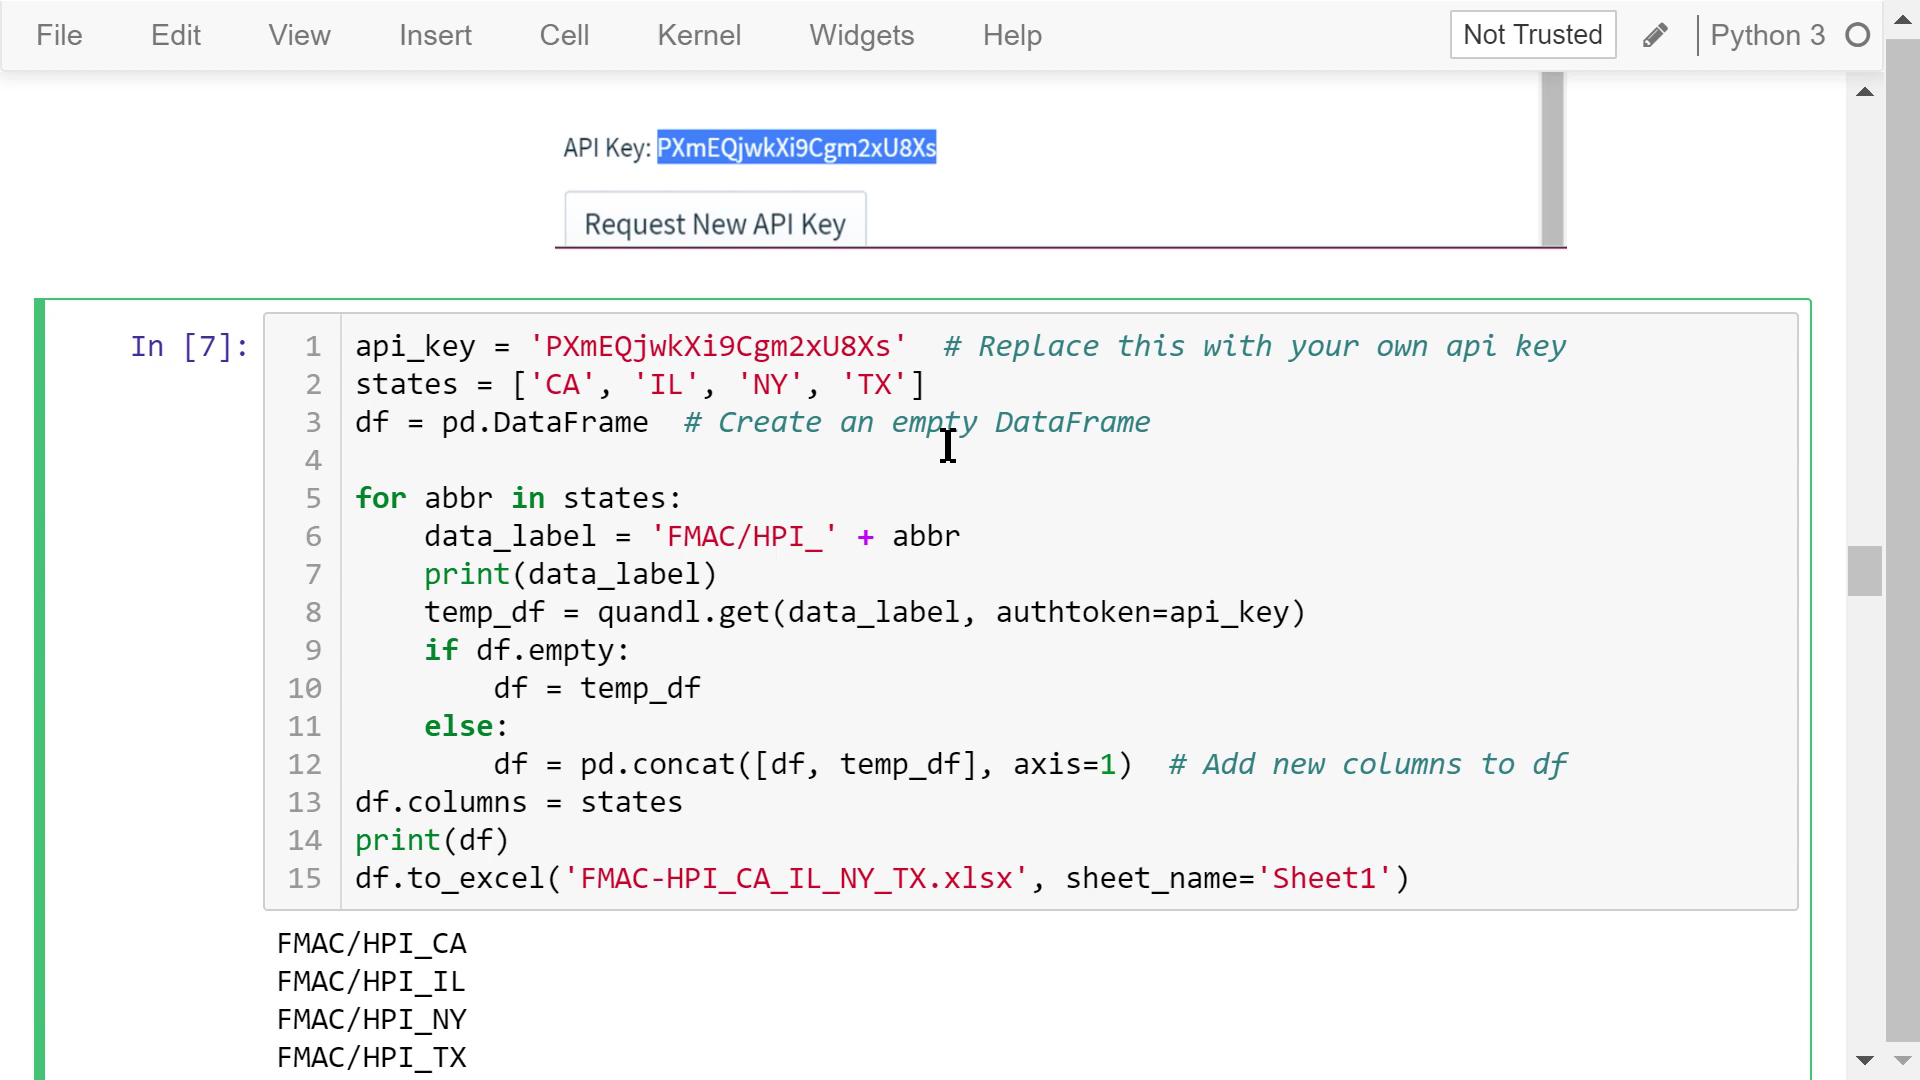 File Edit View Insert Cell Kernel Widgets Help Not Trusted Python 3
API Key: PXmEQjwkXi9Cgm2xU8Xs
Request New API Key
In [7]:
1 api_key = 'PXmEQjwkXi9Cgm2xU8Xs'  # Replace this with your own api key
2 states = ['CA', 'IL', 'NY', 'TX']
3 df = pd.DataFrame  # Create an empty DataFrame
4
5 for abbr in states:
6     data_label = 'FMAC/HPI_' + abbr
7     print(data_label)
8     temp_df = quandl.get(data_label, authtoken=api_key)
9     if df.empty:
10         df = temp_df
11     else:
12         df = pd.concat([df, temp_df], axis=1)  # Add new columns to df
13 df.columns = states
14 print(df)
15 df.to_excel('FMAC-HPI_CA_IL_NY_TX.xlsx', sheet_name='Sheet1')
FMAC/HPI_CA
FMAC/HPI_IL
FMAC/HPI_NY
FMAC/HPI_TX